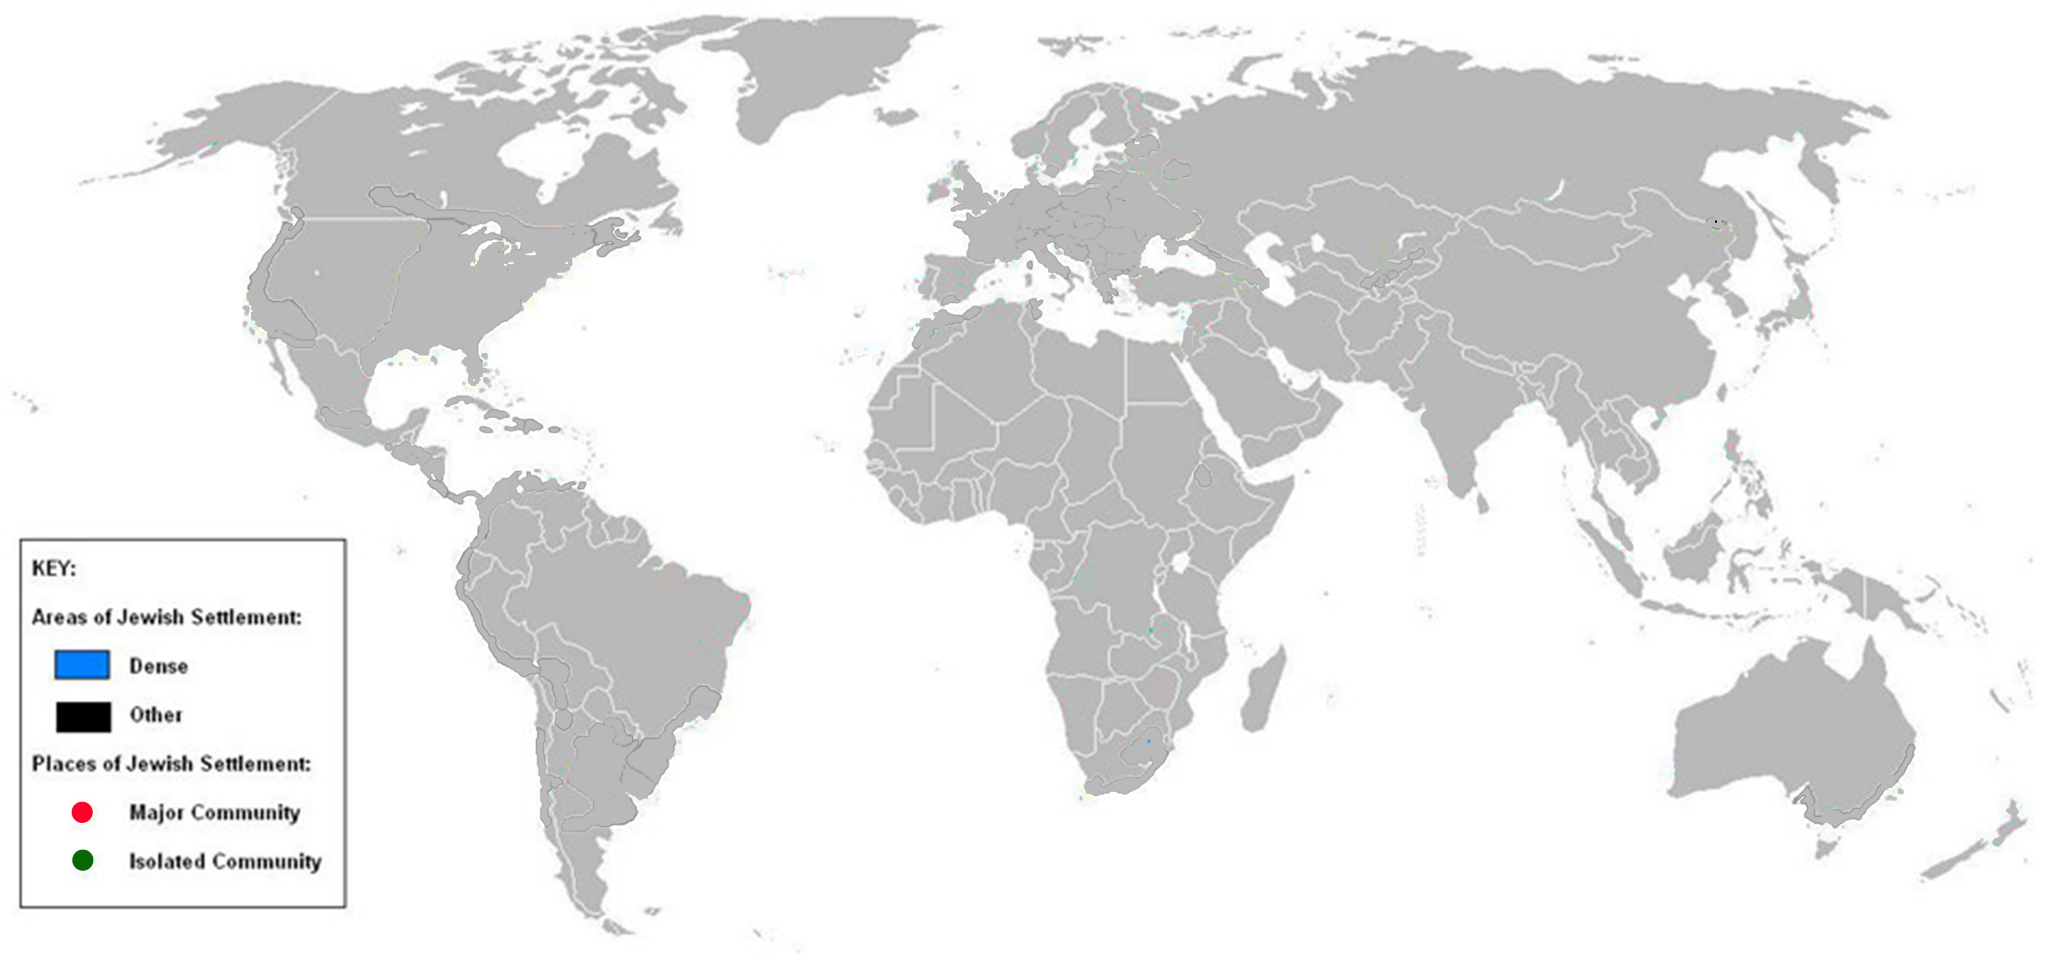 KEY:
Areas of Jewish Settlement:
Dense
Other
Places of Jewish Settlement:
Major Community
Isolated Community